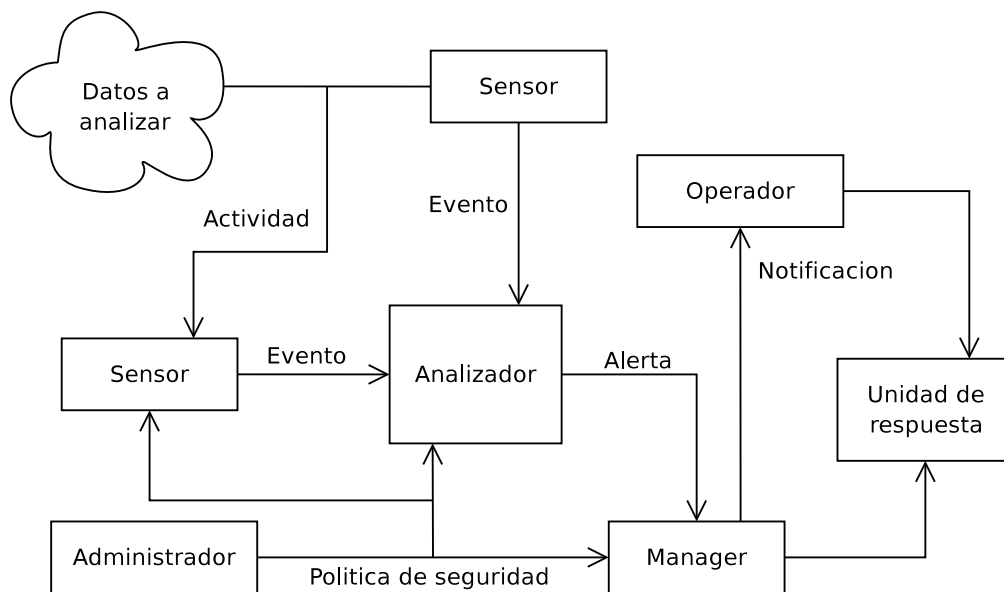 Datos a
analizar
Sensor
Operador
Evento
Actividad
Notificacion
Sensor
Evento
Analizador
Alerta
Unidad de
respuesta
Administrador
Politica de seguridad
Manager